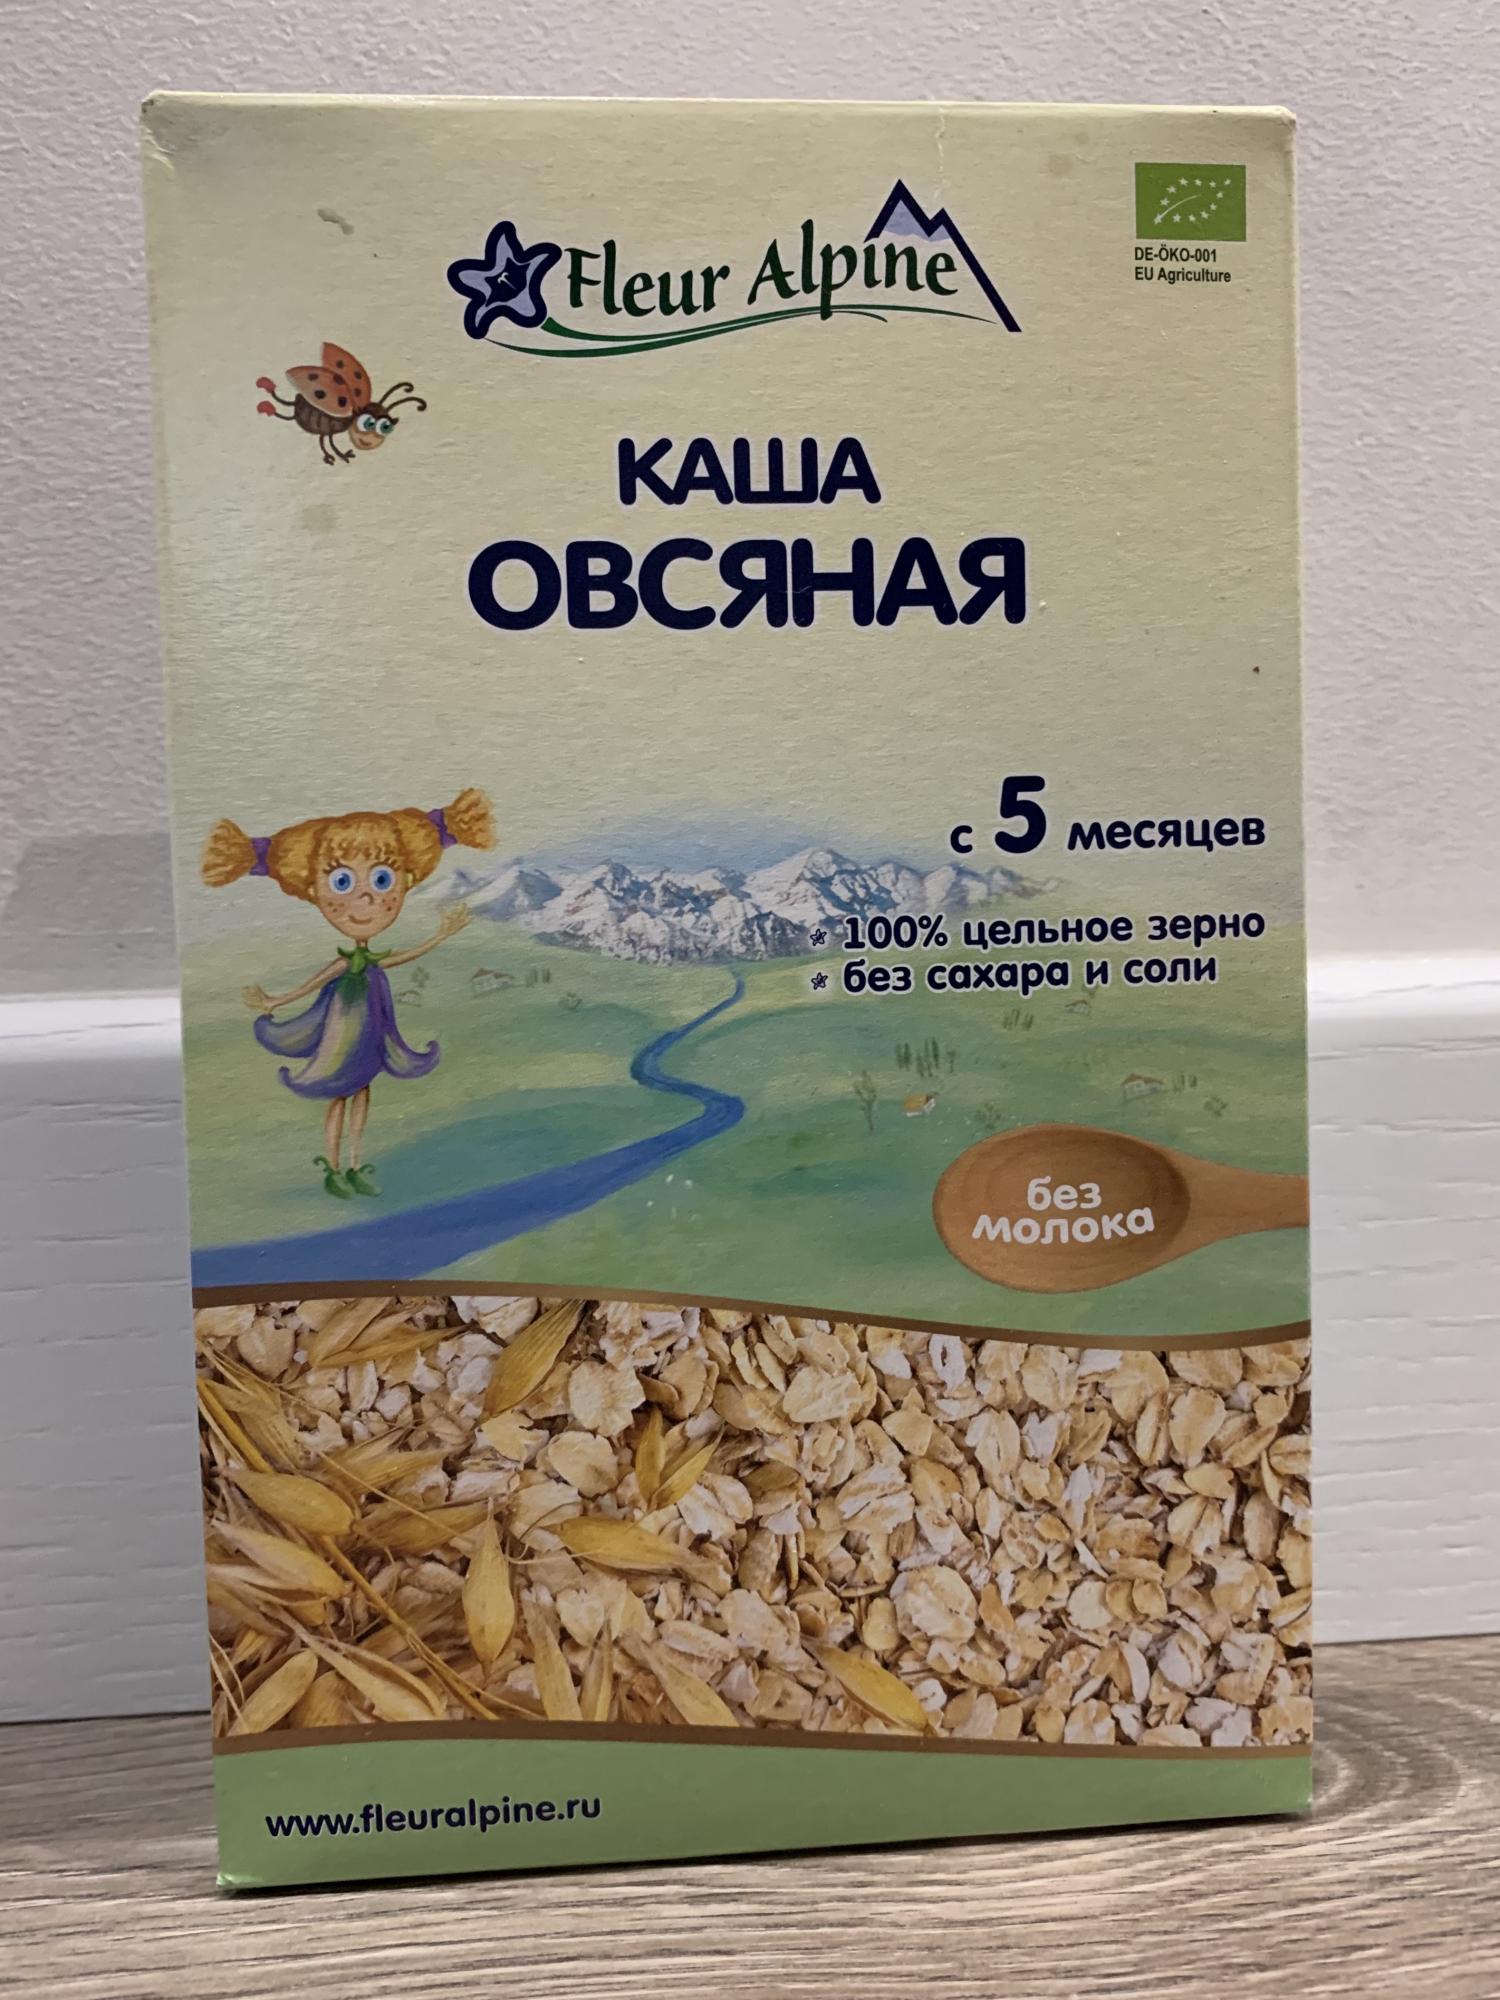 Fleur Alpine
DE-ÖKO-001
EU Agriculture
КАША
ОВСЯНАЯ
с 5 месяцев
100% цельное зерно
без сахара и соли
без
молока
www.fleuralpine.ru